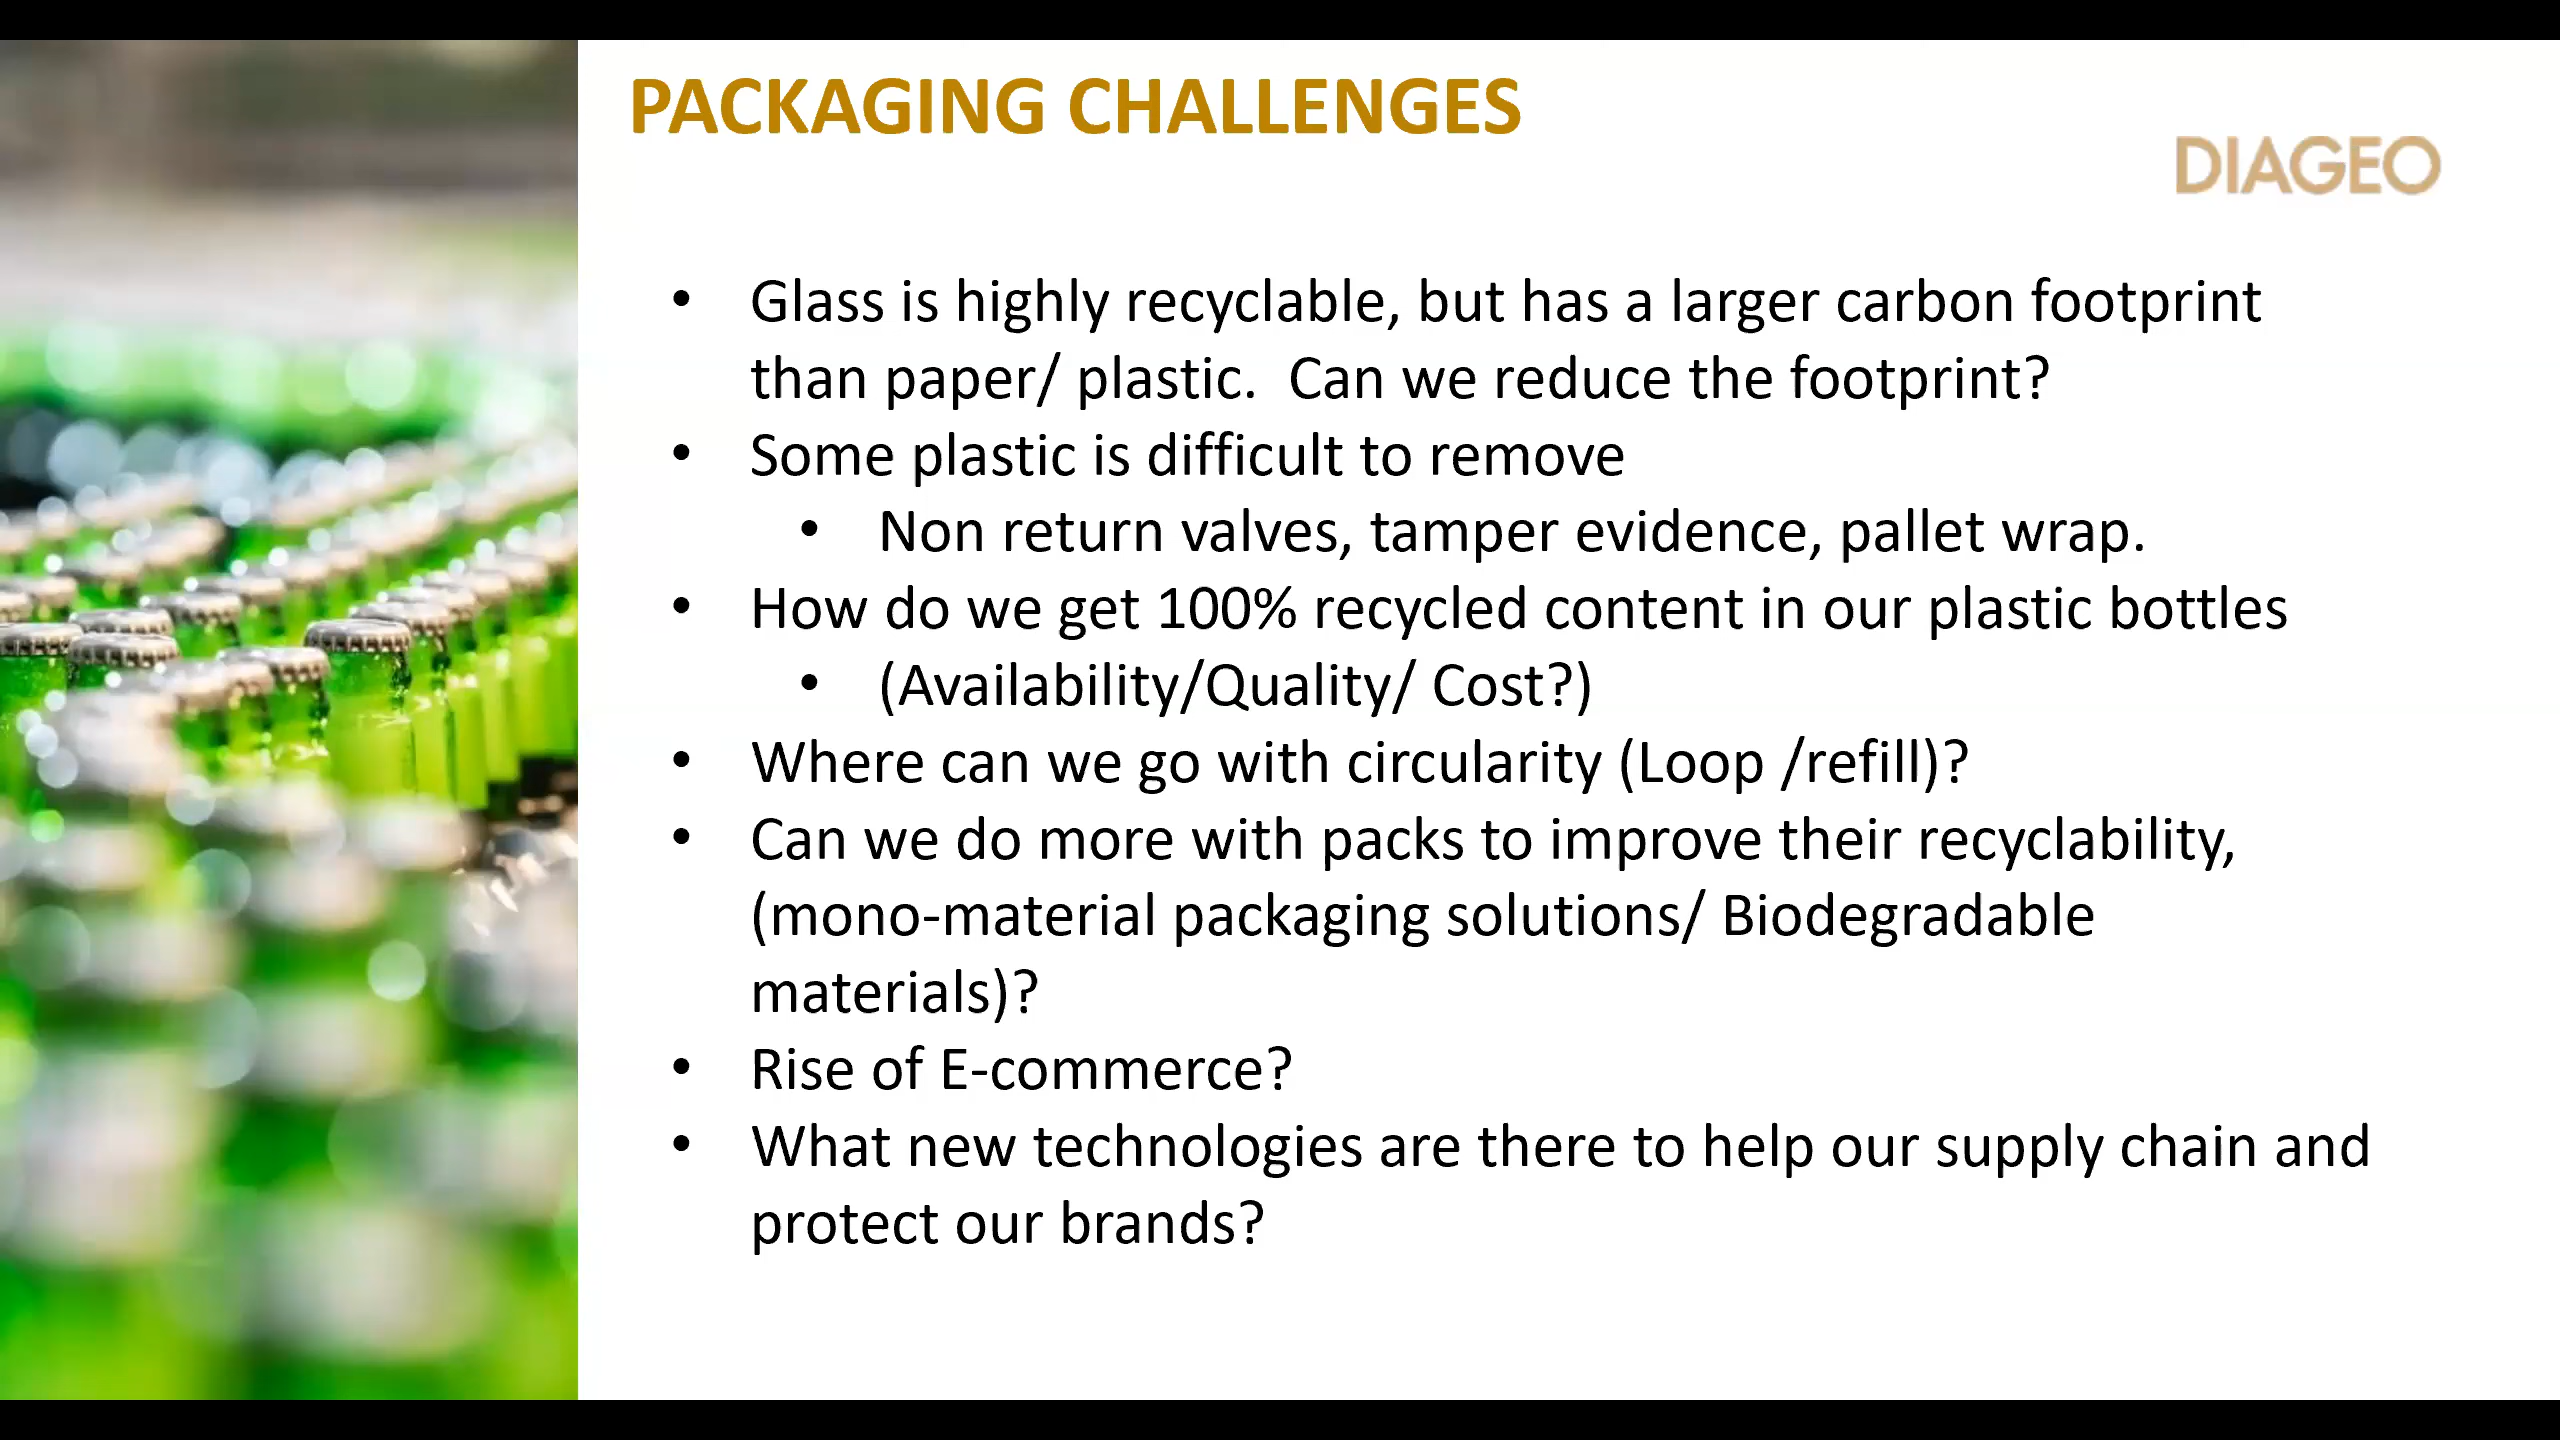 PACKAGING CHALLENGES
DIAGEO
• Glass is highly recyclable, but has a larger carbon footprint
than paper/ plastic.  Can we reduce the footprint?
• Some plastic is difficult to remove
• Non return valves, tamper evidence, pallet wrap.
• How do we get 100% recycled content in our plastic bottles
• (Availability/Quality/ Cost?)
• Where can we go with circularity (Loop /refill)?
• Can we do more with packs to improve their recyclability,
(mono-material packaging solutions/ Biodegradable
materials)?
• Rise of E-commerce?
• What new technologies are there to help our supply chain and
protect our brands?